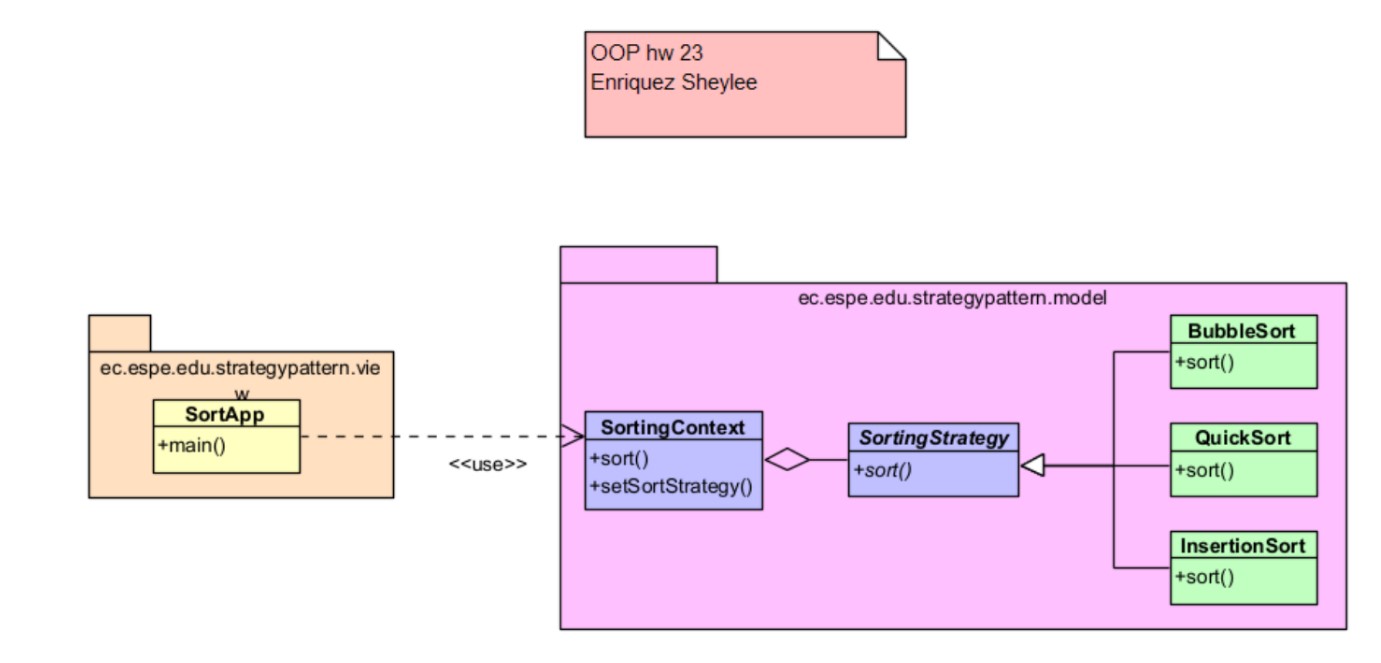 OOP hw 23
Enriquez Sheylee
ec.espe.edu.strategypattern.model
ec.espe.edu.strategypattern.vie
w
SortApp
+main()
<<use>>
SortingContext
+sort()
+setSortStrategy()
SortingStrategy
+sort()
BubbleSort
+sort()
QuickSort
+sort()
InsertionSort
+sort()